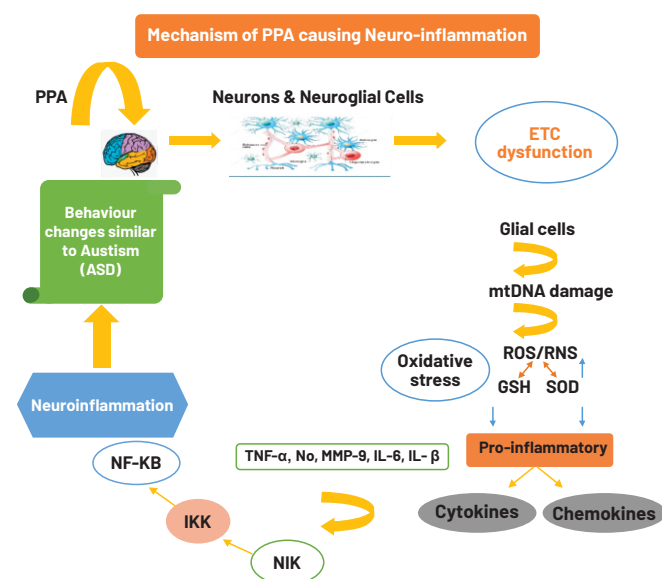 Mechanism of PPA causing Neuro-inflammation
PPA
Neurons & Neuroglial Cells
ETC
dysfunction
Behaviour
changes similar
to Austism
(ASD)
Glial cells
mtDNA damage
ROS/RNS
Oxidative
stress
GSH
SOD
Neuroinflammation
Pro-inflammatory
TNF-α, No, MMP-9, IL-6, IL- β
NF-KB
Cytokines
Chemokines
IKK
NIK